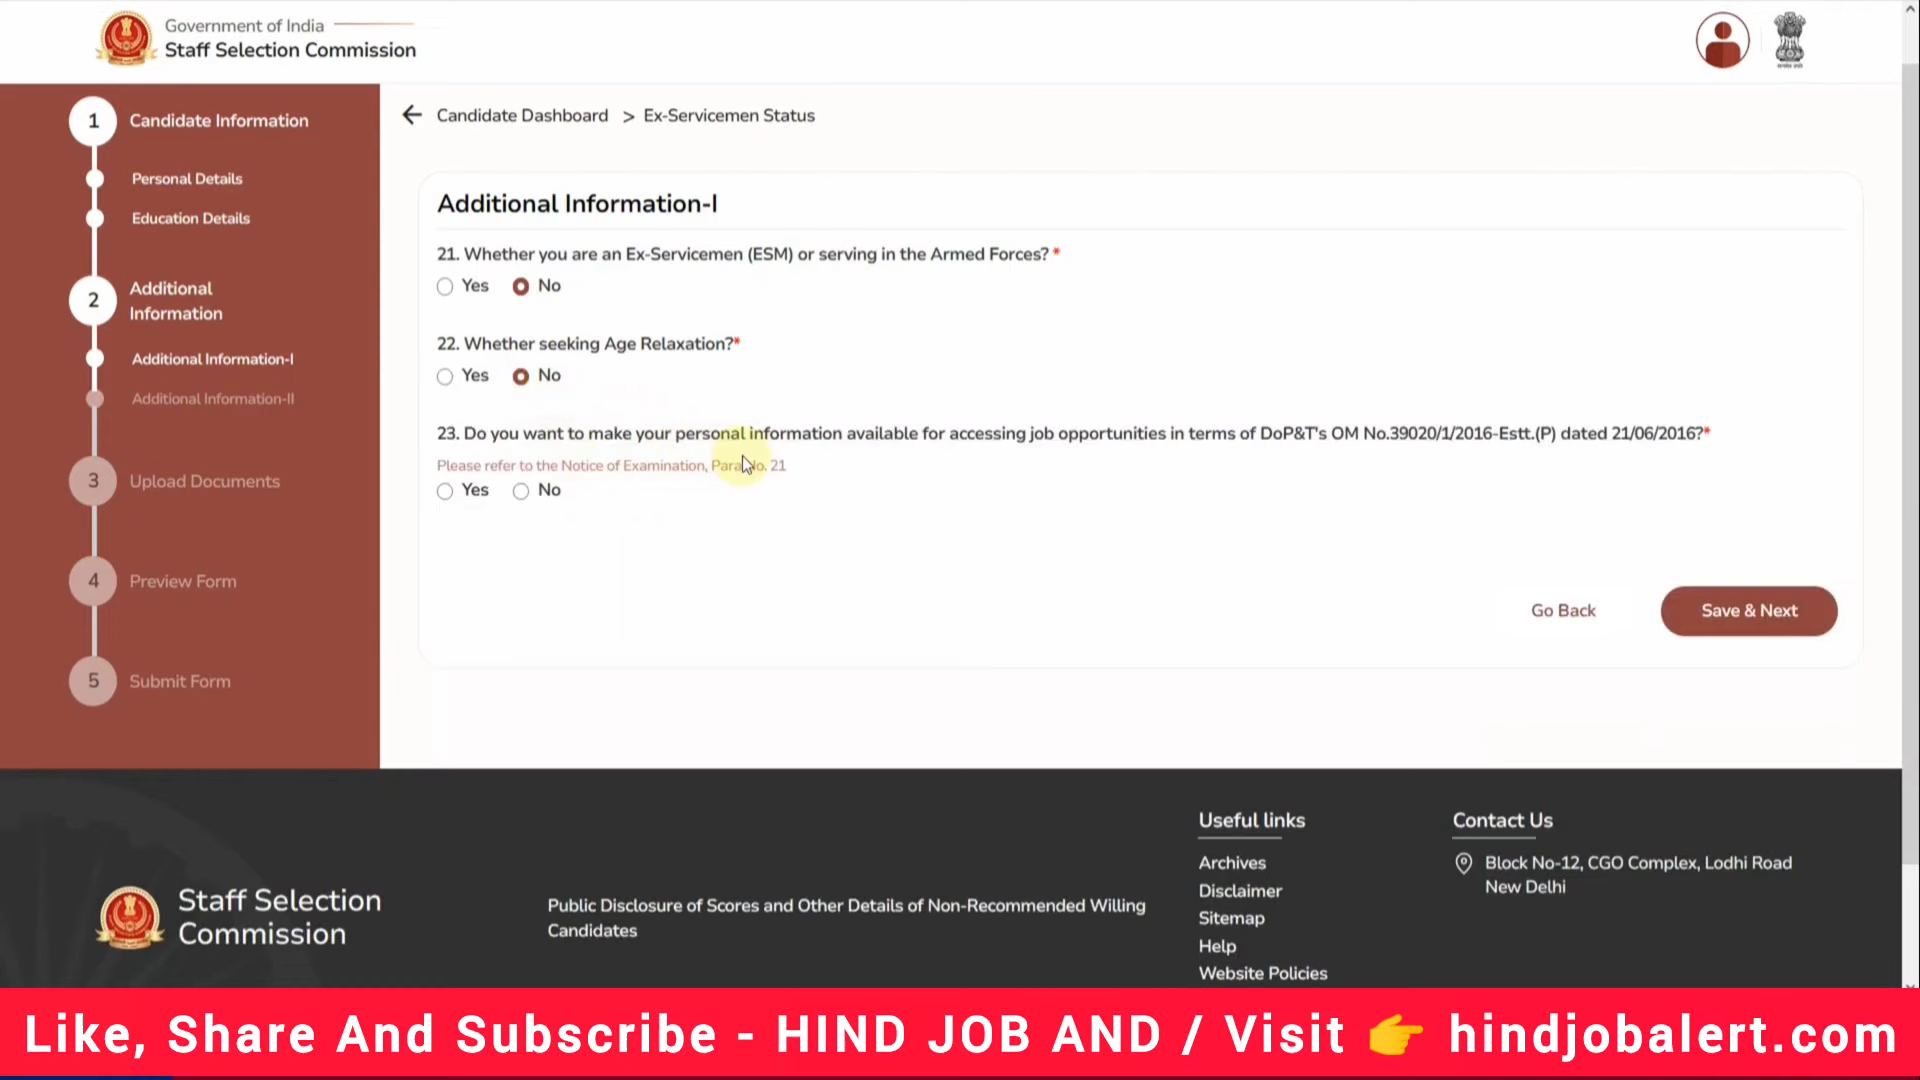 Government of India
Staff Selection Commission
1 Candidate Information
Personal Details
Education Details
2 Additional
Information
Additional Information-I
Additional Information-II
3 Upload Documents
4 Preview Form
5 Submit Form
Candidate Dashboard > Ex-Servicemen Status
Additional Information-I
21. Whether you are an Ex-Servicemen (ESM) or serving in the Armed Forces? *
Yes No
22. Whether seeking Age Relaxation?*
Yes No
23. Do you want to make your personal information available for accessing job opportunities in terms of DoP&T's OM No.39020/1/2016-Estt.(P) dated 21/06/2016?*
Please refer to the Notice of Examination, Para No. 21
Yes No
Go Back Save & Next
Staff Selection
Commission
Public Disclosure of Scores and Other Details of Non-Recommended Willing
Candidates
Useful links
Archives
Disclaimer
Sitemap
Help
Website Policies
Contact Us
Block No-12, CGO Complex, Lodhi Road
New Delhi
Like, Share And Subscribe - HIND JOB AND / Visit 👉 hindjobalert.com